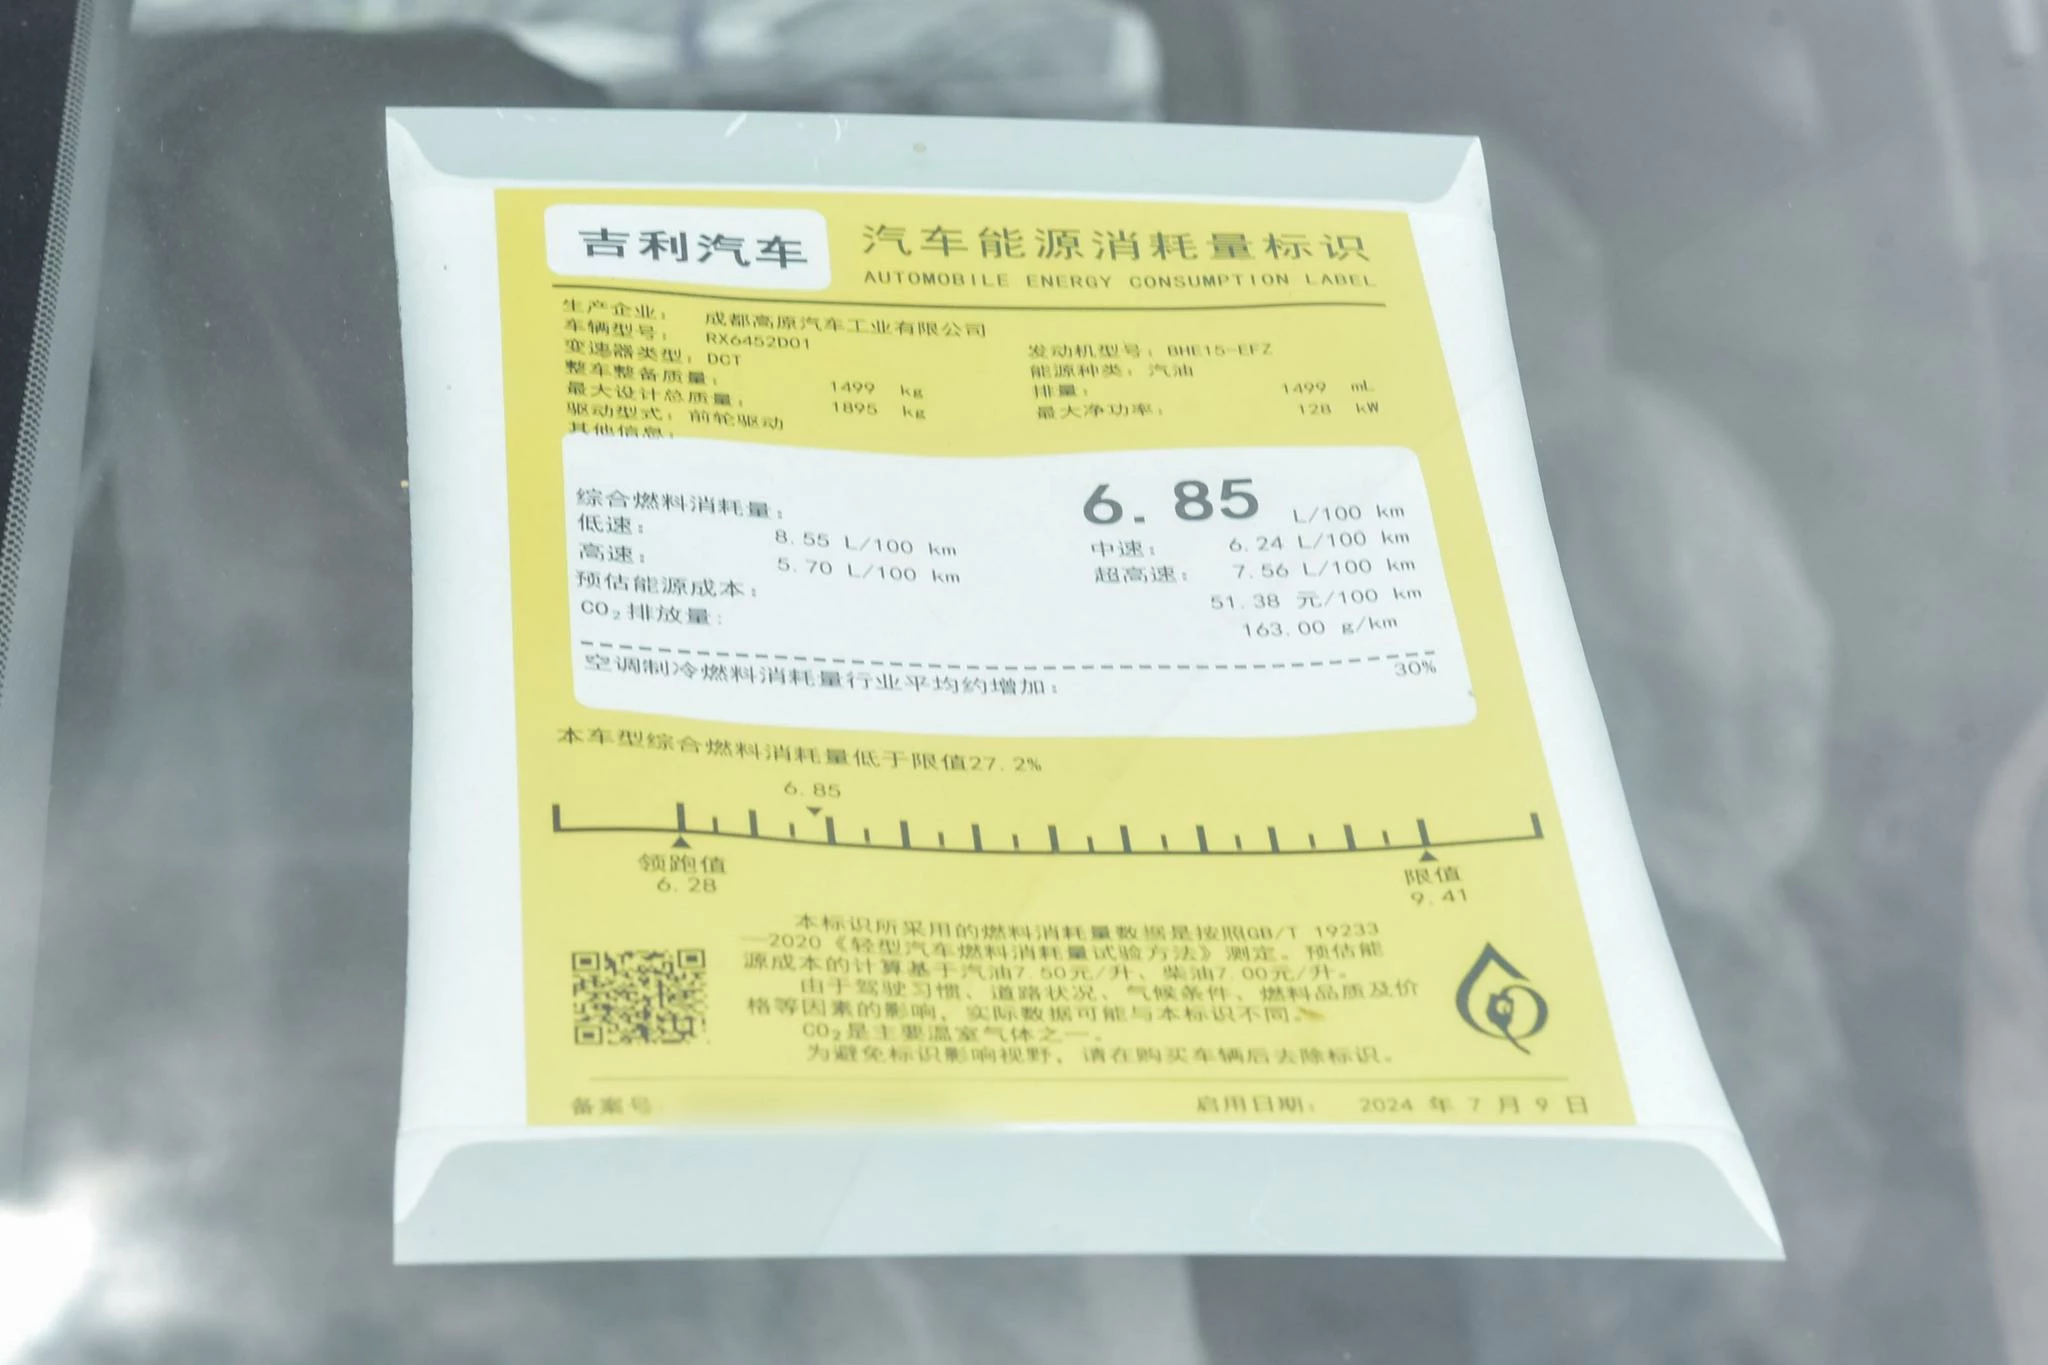 吉利汽车
汽车能源消耗量标识
AUTOMOBILE ENERGY CONSUMPTION LABEL
生产企业： 成都高原汽车工业有限公司
车辆型号： RX6452D01
发动机型号：BHE15-EFZ
变速器类型：DCT
能源种类：汽油
整车整备质量： 1499 kg
排量： 1499 mL
最大设计总质量： 1895 kg
最大净功率： 128 kW
驱动型式：前轮驱动
其他信息：
综合燃料消耗量： 6.85 L/100 km
低速： 8.55 L/100 km
中速： 6.24 L/100 km
高速： 5.70 L/100 km
超高速： 7.56 L/100 km
预估能源成本： 51.38 元/100 km
CO₂排放量： 163.00 g/km
空调制冷燃料消耗量行业平均约增加： 30%
本车型综合燃料消耗量低于限值27.2%
6.85
领跑值
6.28
限值
9.41
本标识所采用的燃料消耗量数据是按照GB/T 19233
—2020《轻型汽车燃料消耗量试验方法》测定。预估能
源成本的计算基于汽油7.50元/升、柴油7.00元/升。
由于驾驶习惯、道路状况、气候条件、燃料品质及价
格等因素的影响，实际数据可能与本标识不同。
CO₂是主要温室气体之一。
为避免标识影响视野，请在购买车辆后去除标识。
备案号:
启用日期： 2024 年 7 月 9 日